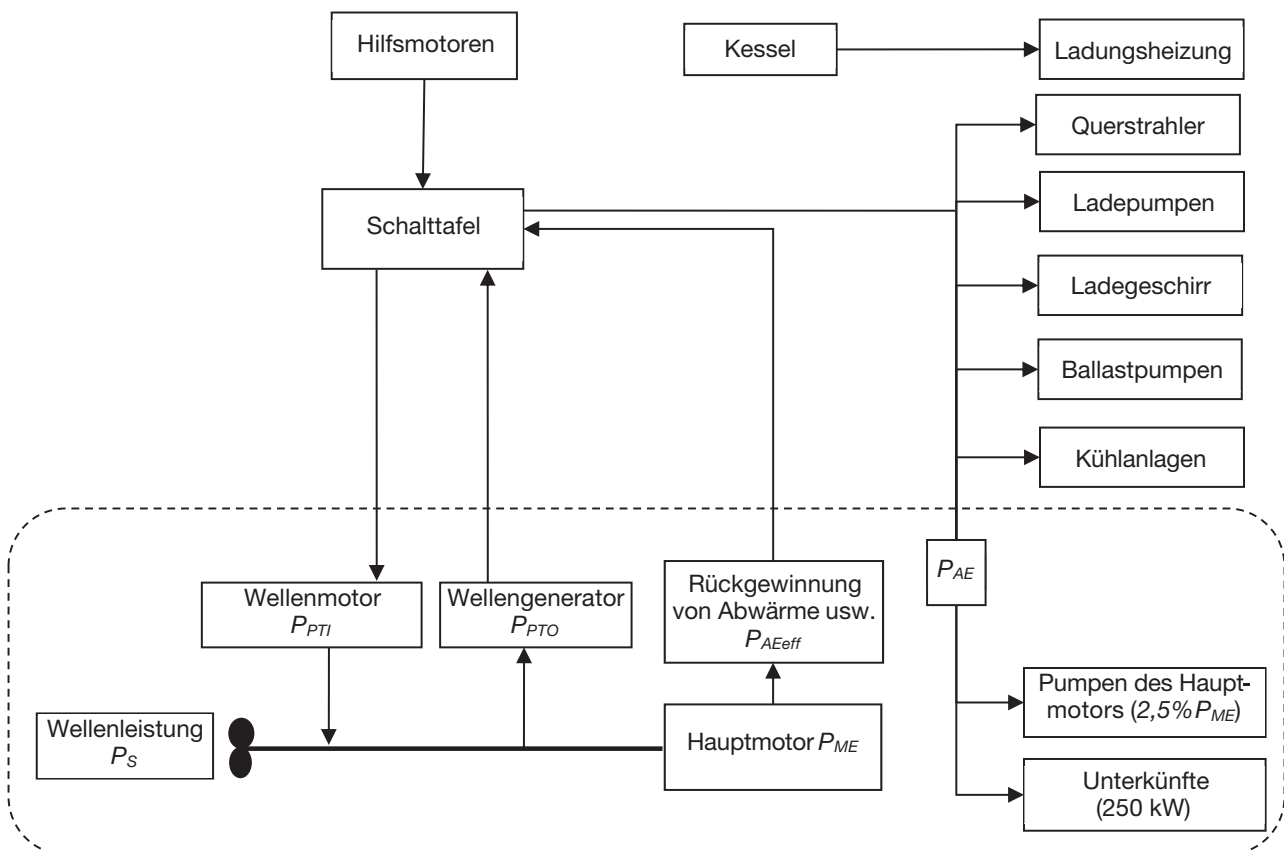 Hilfsmotoren
Kessel
Ladungsheizung
Querstrahler
Ladepumpen
Schalttafel
Ladegeschirr
Ballastpumpen
Kühlanlagen
P_AE
Wellenmotor
P_PTI
Wellengenerator
P_PTO
Rückgewinnung
von Abwärme usw.
P_AEeff
Pumpen des Haupt-
motors (2,5% P_ME)
Wellenleistung
P_S
Hauptmotor P_ME
Unterkünfte
(250 kW)